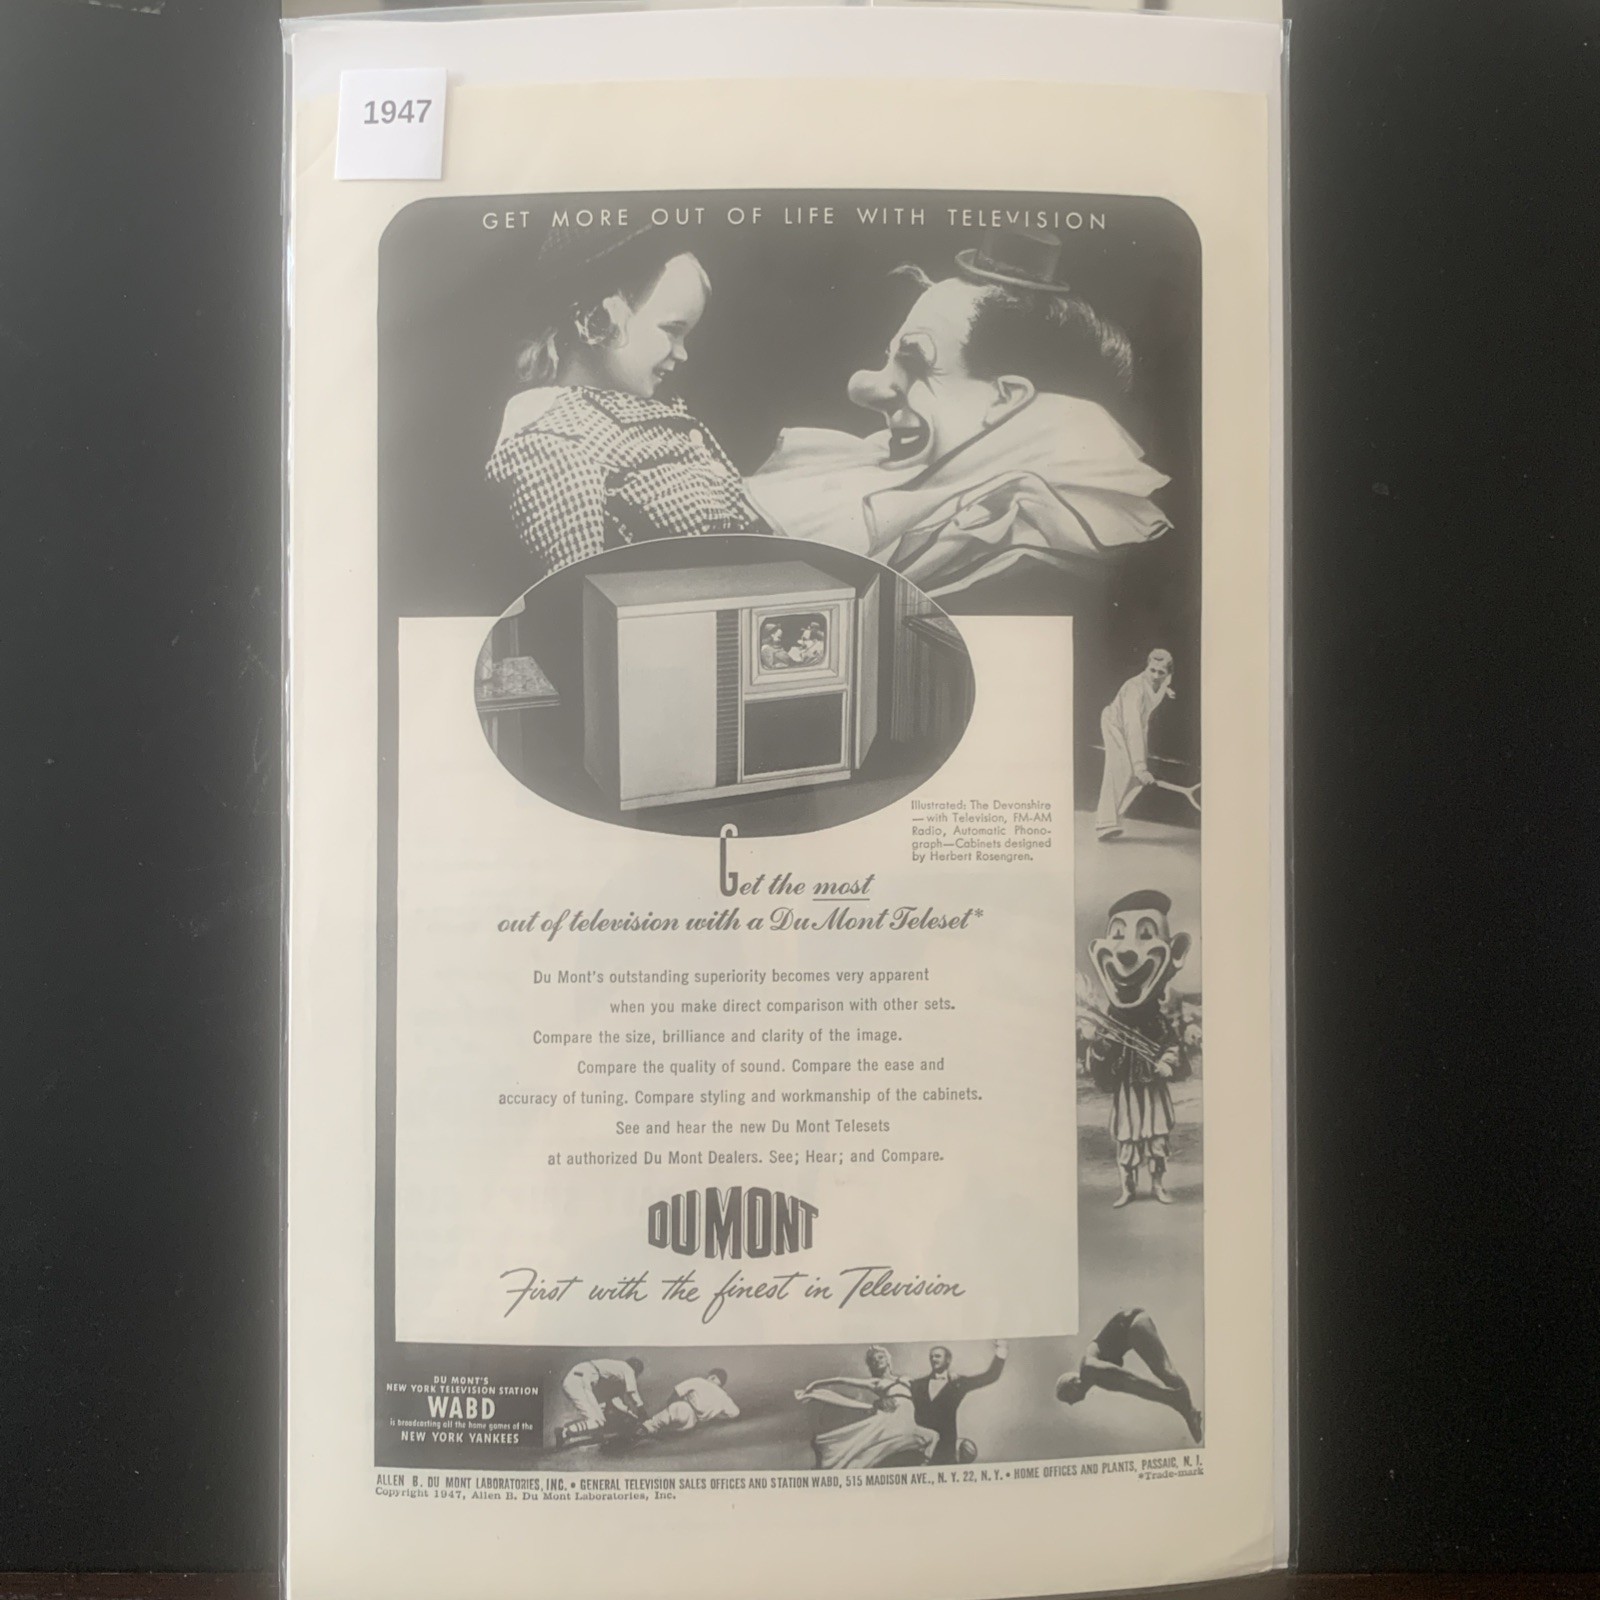 1947
GET MORE OUT OF LIFE WITH TELEVISION
Illustrated: The Devonshire
—with Television, FM-AM
Radio, Automatic Phono-
graph—Cabinets designed
by Herbert Rosengren.
Get the most
out of television with a Du Mont Teleset*
Du Mont's outstanding superiority becomes very apparent
when you make direct comparison with other sets.
Compare the size, brilliance and clarity of the image.
Compare the quality of sound. Compare the ease and
accuracy of tuning. Compare styling and workmanship of the cabinets.
See and hear the new Du Mont Telesets
at authorized Du Mont Dealers. See; Hear; and Compare.
DUMONT
First with the finest in Television
DU MONT'S
NEW YORK TELEVISION STATION
WABD
is broadcasting all the home games of the
NEW YORK YANKEES
ALLEN B. DU MONT LABORATORIES, INC. • GENERAL TELEVISION SALES OFFICES AND STATION WABD, 515 MADISON AVE., N. Y. 22, N. Y. • HOME OFFICES AND PLANTS, PASSAIC, N. J.
Copyright 1947, Allen B. Du Mont Laboratories, Inc.
*Trade-mark